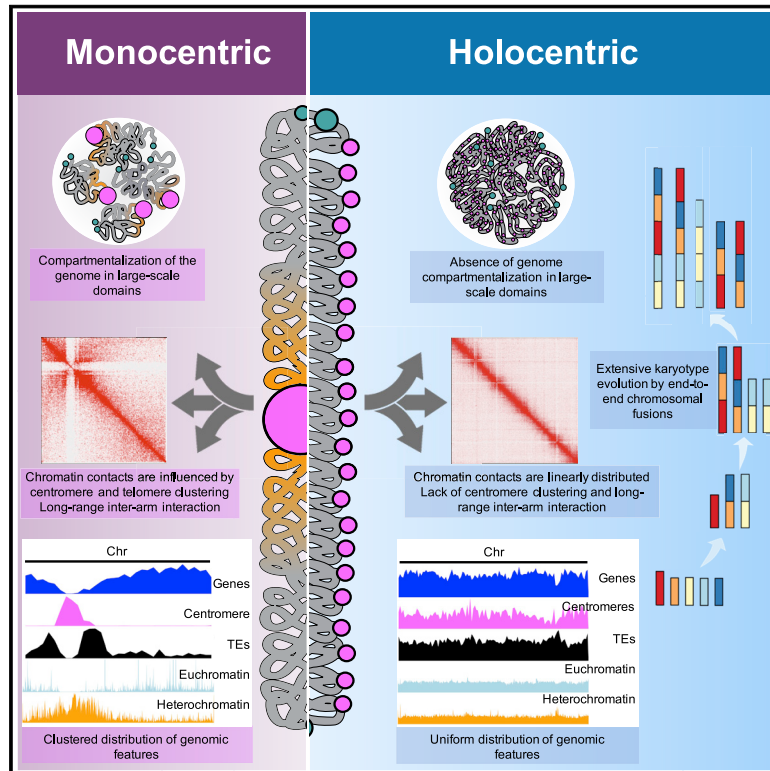 Monocentric
Holocentric
Compartmentalization of the
genome in large-scale
domains
Absence of genome
compartmentalization in large-
scale domains
Extensive karyotype
evolution by end-to-
end chromosomal
fusions
Chromatin contacts are influenced by
centromere and telomere clustering
Long-range inter-arm interaction
Chromatin contacts are linearly distributed
Lack of centromere clustering and long-
range inter-arm interaction
Chr
Genes
Centromere
TEs
Euchromatin
Heterochromatin
Clustered distribution of genomic
features
Chr
Genes
Centromeres
TEs
Euchromatin
Heterochromatin
Uniform distribution of genomic
features